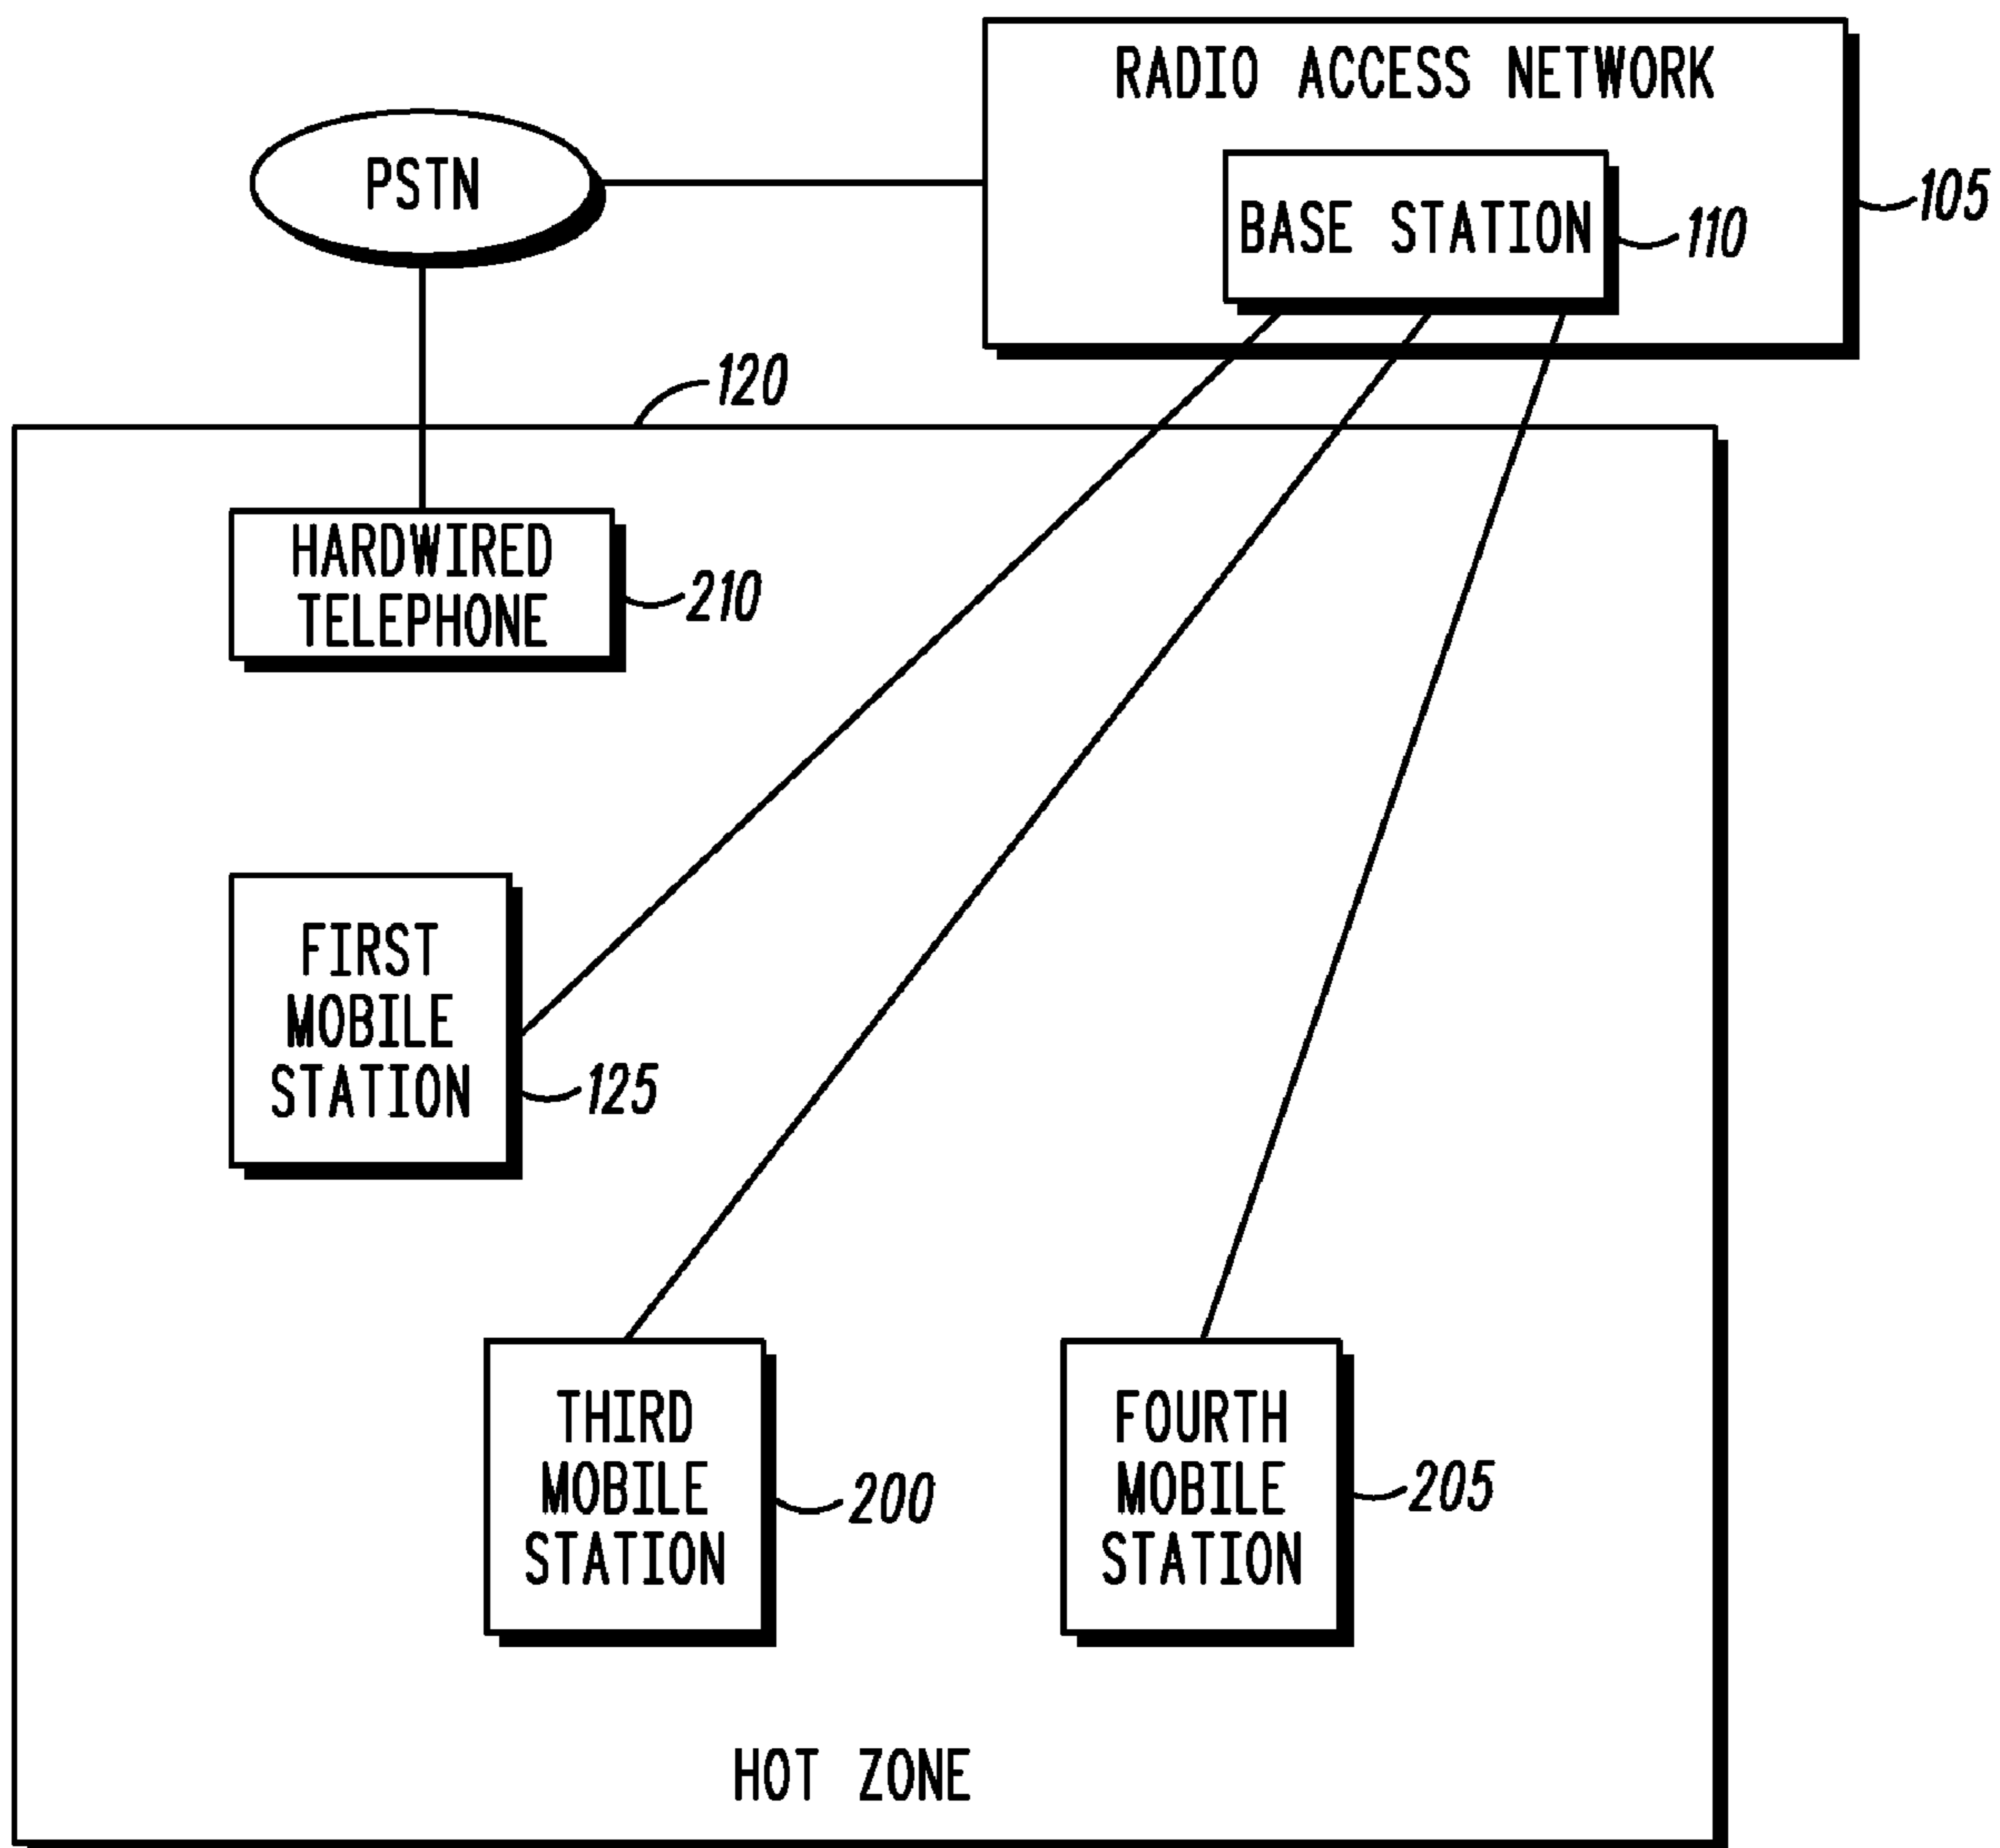 RADIO ACCESS NETWORK
PSTN
BASE STATION
110
105
120
HARDWIRED
TELEPHONE
210
FIRST
MOBILE
STATION
125
THIRD
MOBILE
STATION
200
FOURTH
MOBILE
STATION
205
HOT ZONE